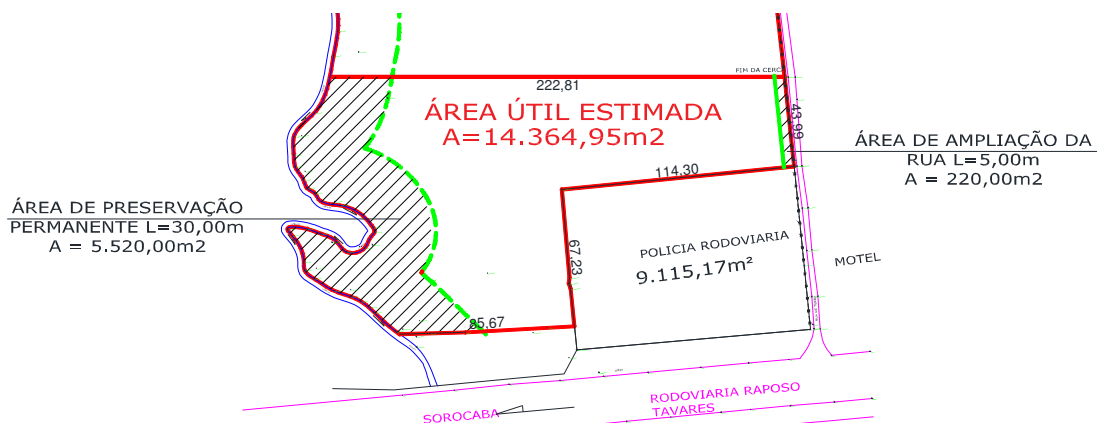 FIM DA CERCA
222,81
ÁREA ÚTIL ESTIMADA
A=14.364,95m2
43,99
ÁREA DE AMPLIAÇÃO DA
RUA L=5,00m
A = 220,00m2
114.30
ÁREA DE PRESERVAÇÃO
PERMANENTE L=30,00m
A = 5.520,00m2
67,23
POLICIA RODOVIARIA
9.115,17m²
MOTEL
85.67
RODOVIARIA RAPOSO
TAVARES
SOROCABA